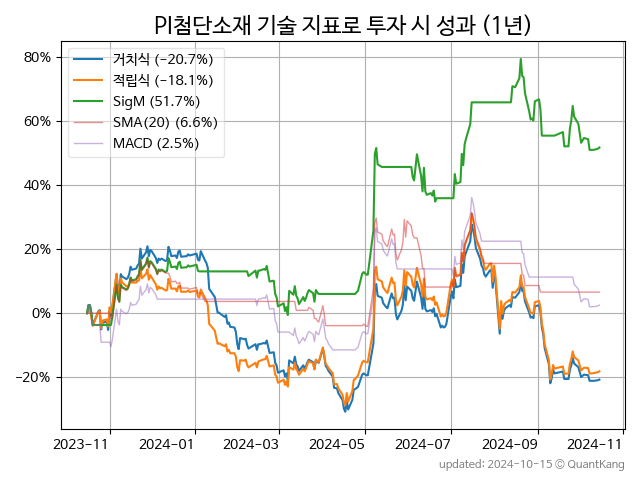 PI첨단소재 기술 지표로 투자 시 성과 (1년)
80%
60%
40%
20%
0%
−20%
거치식 (-20.7%)
적립식 (-18.1%)
SigM (51.7%)
SMA(20) (6.6%)
MACD (2.5%)
2023-11
2024-01
2024-03
2024-05
2024-07
2024-09
2024-11
updated: 2024-10-15 © QuantKang